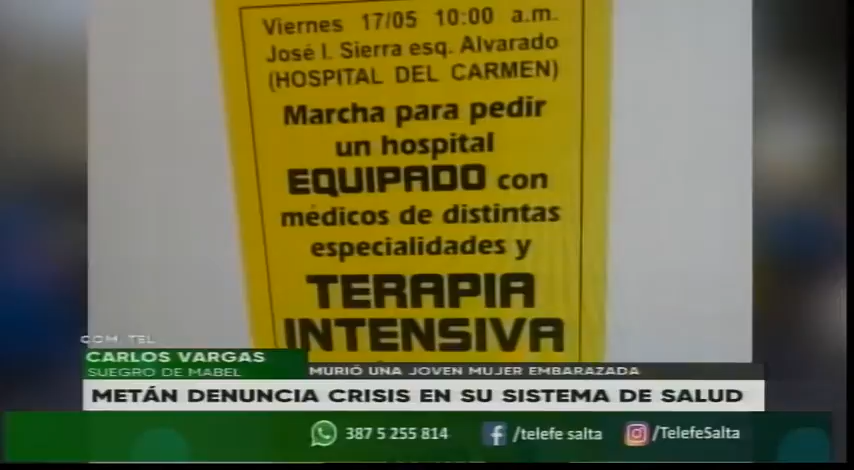 Viernes 17/05 10:00 a.m.
José I. Sierra esq. Alvarado
(HOSPITAL DEL CARMEN)
Marcha para pedir
un hospital
EQUIPADO con
médicos de distintas
especialidades y
TERAPIA
INTENSIVA
COM. TEL
CARLOS VARGAS
SUEGRO DE MABEL
MURIÓ UNA JOVEN MUJER EMBARAZADA
METÁN DENUNCIA CRISIS EN SU SISTEMA DE SALUD
387 5 255 814
/telefe salta
/TelefeSalta